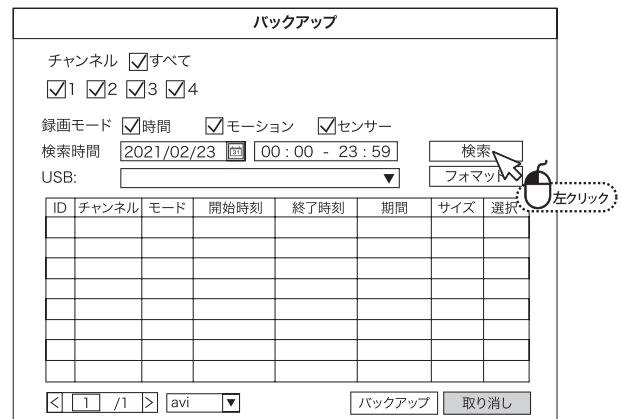 バックアップ
チャンネル すべて
1 2 3 4
録画モード 時間 モーション センサー
検索時間 2021/02/23 31 00:00 - 23:59 検索
USB: フォマット
左クリック
ID チャンネル モード 開始時刻 終了時刻 期間 サイズ 選択
< 1 /1 > avi バックアップ 取り消し